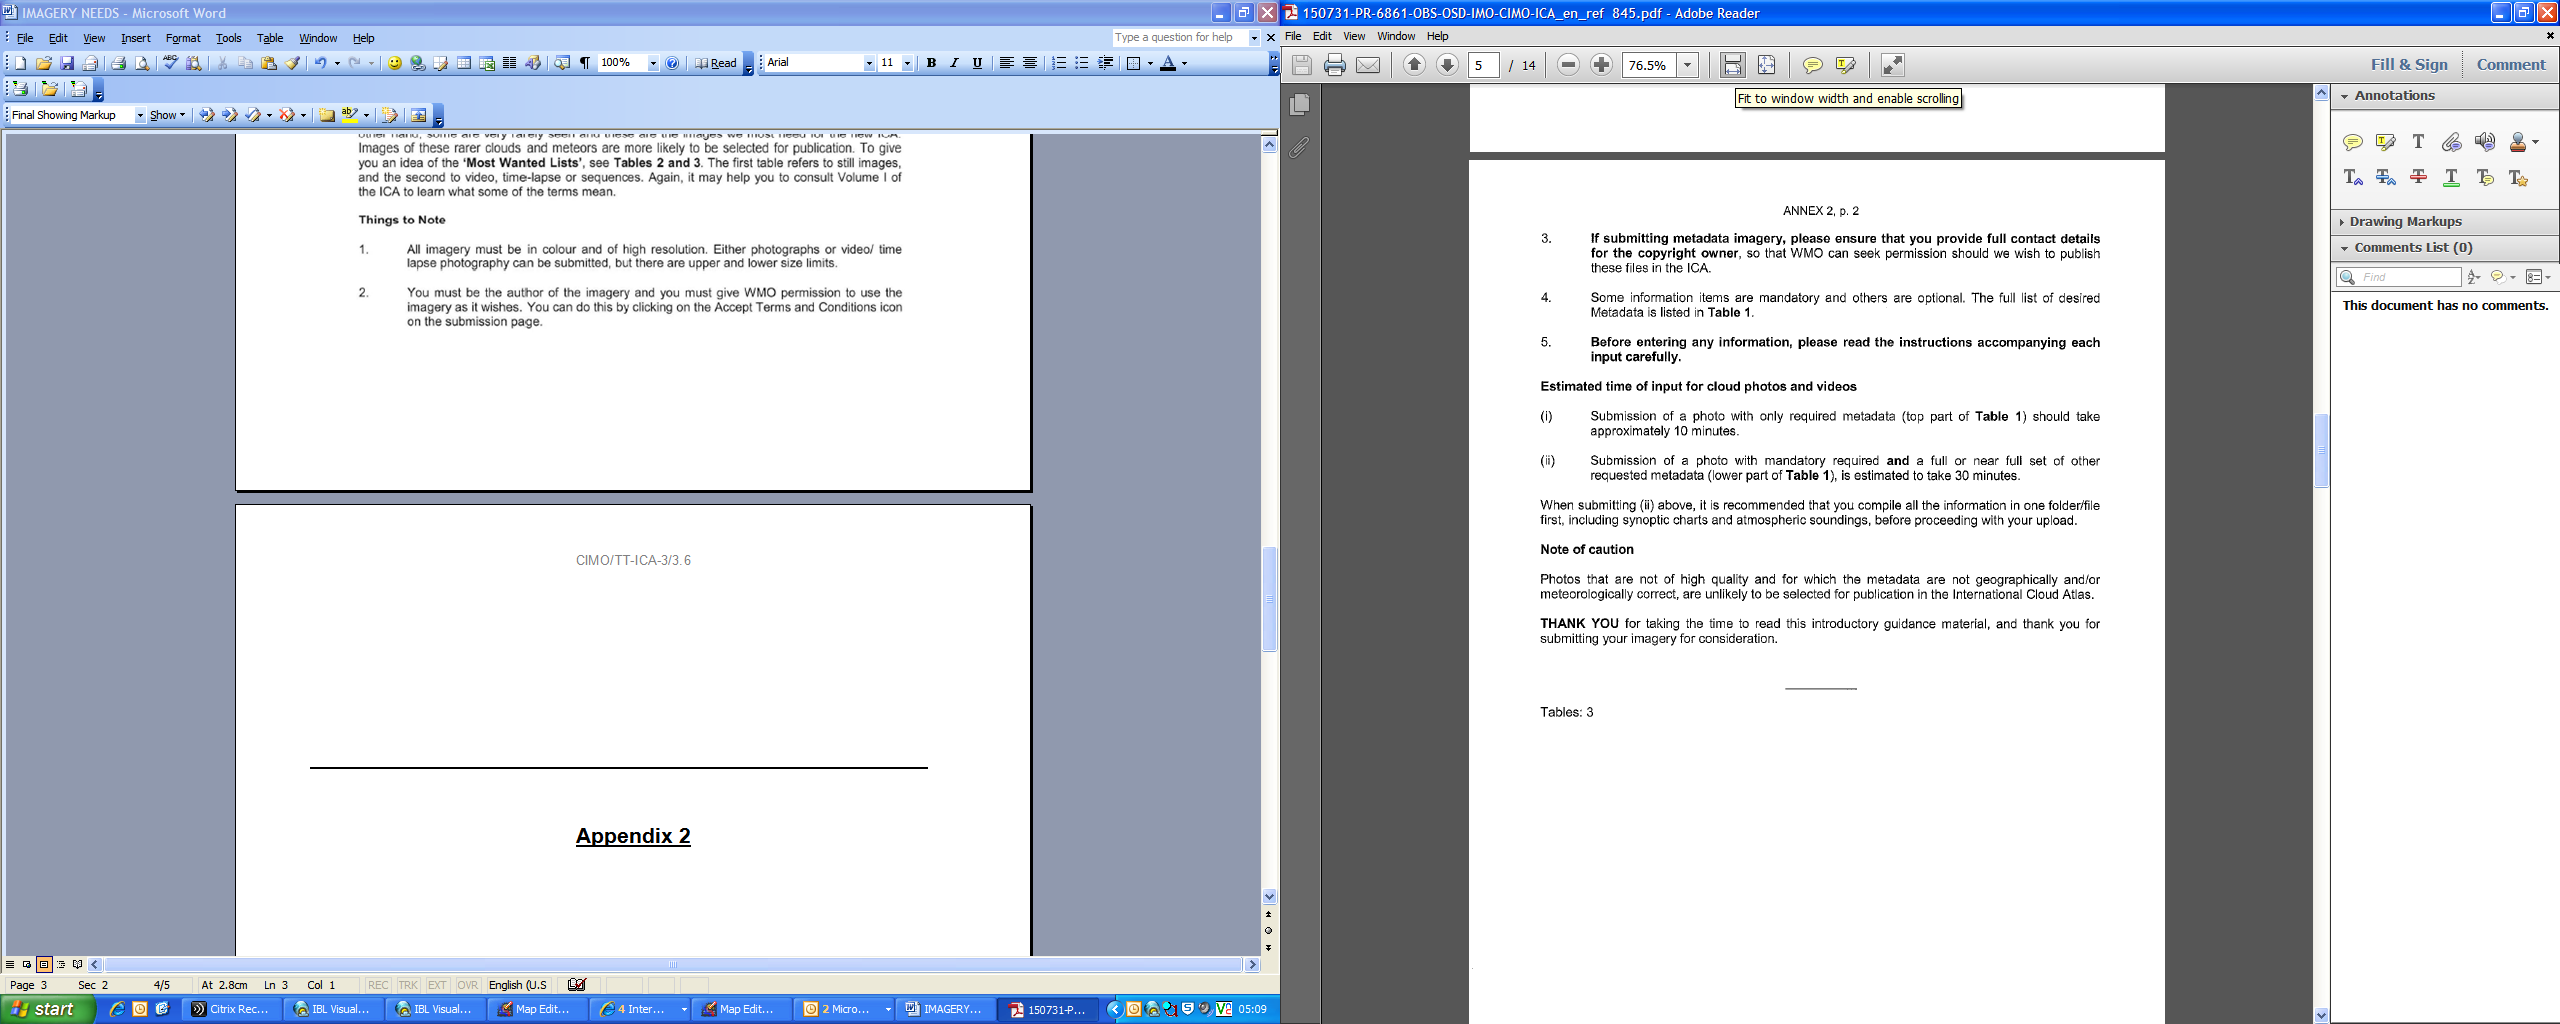 IMAGERY NEEDS - Microsoft Word
File Edit View Insert Format Tools Table Window Help
Type a question for help
100%
Read
Arial
11
B I U
Final Showing Markup
Show
other hand, some are very rarely seen and these are the images we most need for the new ICA.
Images of these rarer clouds and meteors are more likely to be selected for publication. To give
you an idea of the 'Most Wanted Lists', see Tables 2 and 3. The first table refers to still images,
and the second to video, time-lapse or sequences. Again, it may help you to consult Volume I of
the ICA to learn what some of the terms mean.
Things to Note
1. All imagery must be in colour and of high resolution. Either photographs or video/ time
lapse photography can be submitted, but there are upper and lower size limits.
2. You must be the author of the imagery and you must give WMO permission to use the
imagery as it wishes. You can do this by clicking on the Accept Terms and Conditions icon
on the submission page.
CIMO/TT-ICA-3/3.6
Appendix 2
Page 3 Sec 2 4/5 At 2.8cm Ln 3 Col 1 REC TRK EXT OVR English (U.S
start
Citrix Rec...
IBL Visual...
IBL Visual...
Map Edit...
4 Inter...
Map Edit...
2 Micro...
IMAGERY...
150731-P...
05:09
150731-PR-6861-OBS-OSD-IMO-CIMO-ICA_en_ref 845.pdf - Adobe Reader
File Edit View Window Help
5 / 14
76.5%
Fill & Sign
Comment
Fit to window width and enable scrolling
ANNEX 2, p. 2
3. If submitting metadata imagery, please ensure that you provide full contact details
for the copyright owner, so that WMO can seek permission should we wish to publish
these files in the ICA.
4. Some information items are mandatory and others are optional. The full list of desired
Metadata is listed in Table 1.
5. Before entering any information, please read the instructions accompanying each
input carefully.
Estimated time of input for cloud photos and videos
(i) Submission of a photo with only required metadata (top part of Table 1) should take
approximately 10 minutes.
(ii) Submission of a photo with mandatory required and a full or near full set of other
requested metadata (lower part of Table 1), is estimated to take 30 minutes.
When submitting (ii) above, it is recommended that you compile all the information in one folder/file
first, including synoptic charts and atmospheric soundings, before proceeding with your upload.
Note of caution
Photos that are not of high quality and for which the metadata are not geographically and/or
meteorologically correct, are unlikely to be selected for publication in the International Cloud Atlas.
THANK YOU for taking the time to read this introductory guidance material, and thank you for
submitting your imagery for consideration.
Tables: 3
Annotations
Drawing Markups
Comments List (0)
Find
This document has no comments.